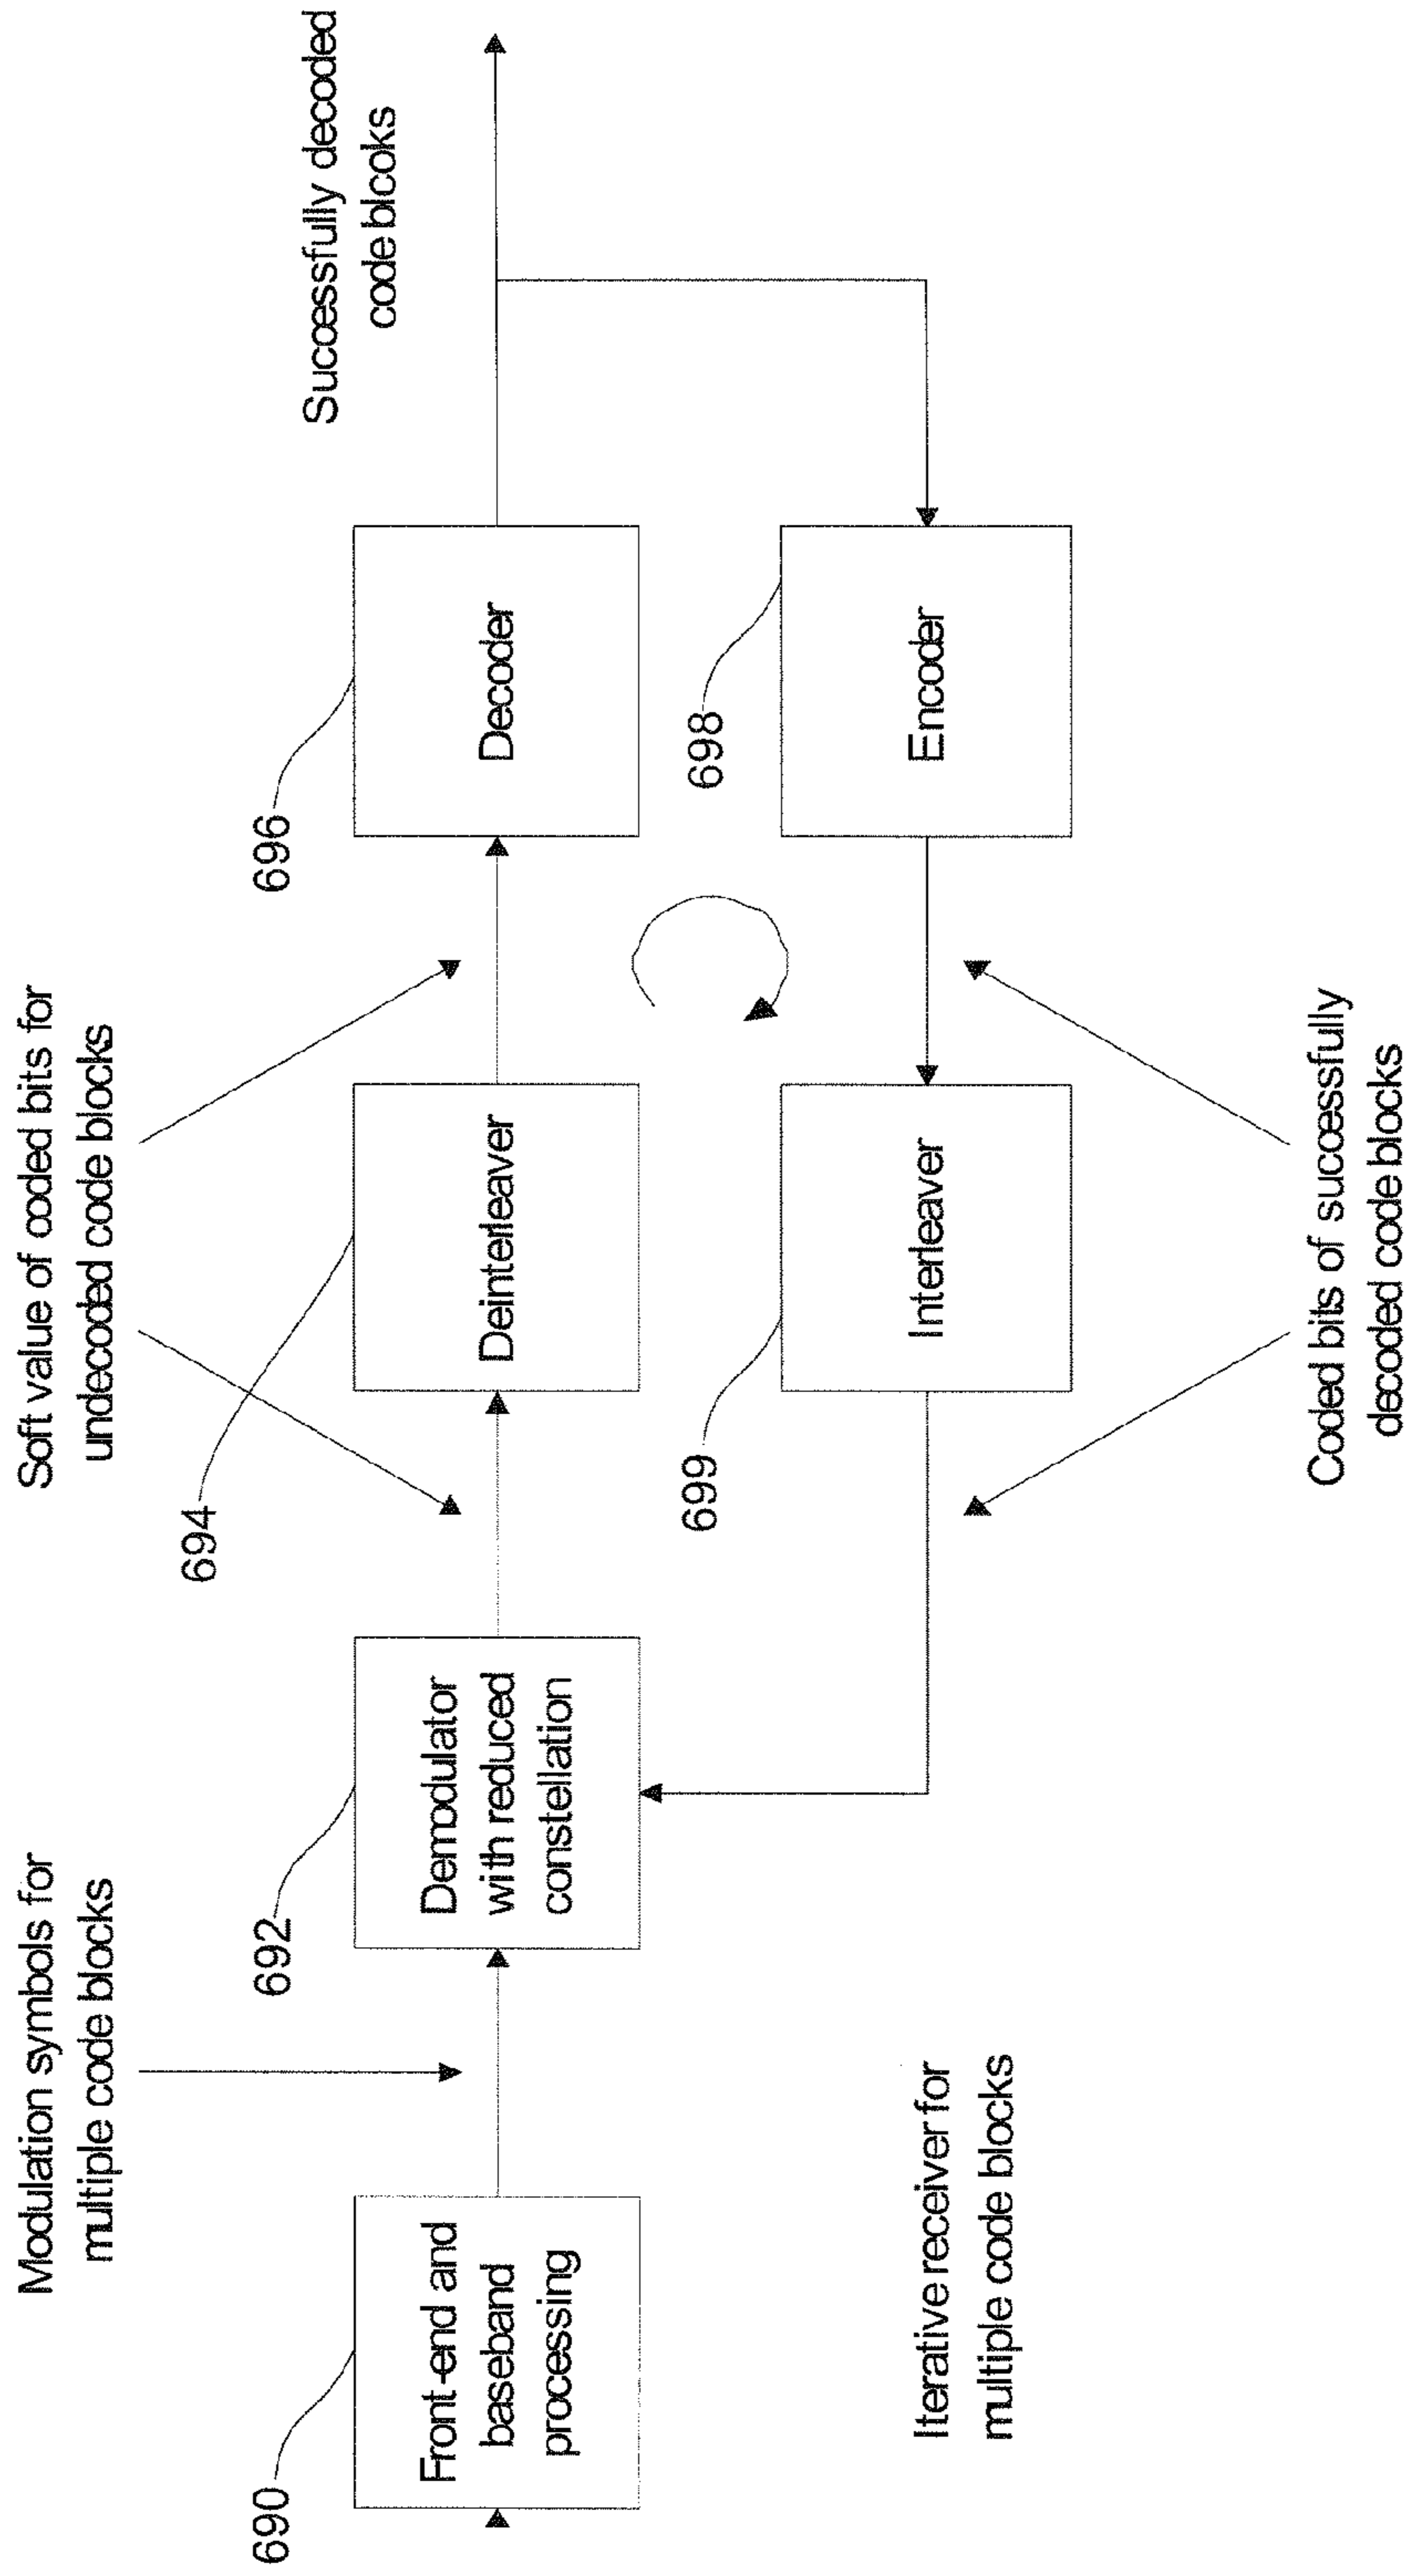 Modulation symbols for
multiple code blocks
Soft value of coded bits for
undecoded code blocks
Successfully decoded
code blcoks
690
692
694
696
Front-end and
baseband
processing
Demodulator
with reduced
constellation
Deinterleaver
Decoder
699
698
Interleaver
Encoder
Iterative receiver for
multiple code blocks
Coded bits of successfully
decoded code blocks